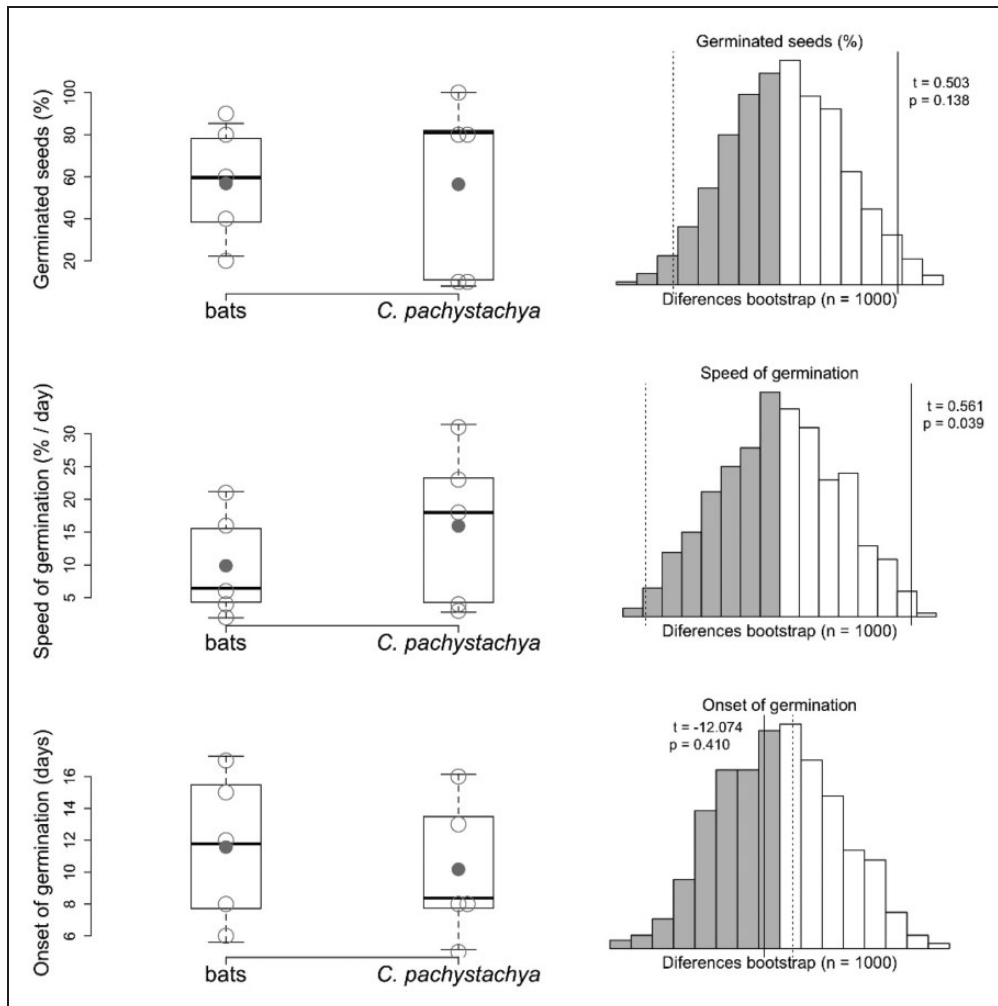 Germinated seeds (%)
100
80
60
40
20
bats
C. pachystachya
Germinated seeds (%)
t = 0.503
p = 0.138
Diferences bootstrap (n = 1000)
Speed of germination (% / day)
30
25
20
15
10
5
bats
C. pachystachya
Speed of germination
t = 0.561
p = 0.039
Diferences bootstrap (n = 1000)
Onset of germination (days)
16
14
12
10
8
6
bats
C. pachystachya
Onset of germination
t = -12.074
p = 0.410
Diferences bootstrap (n = 1000)